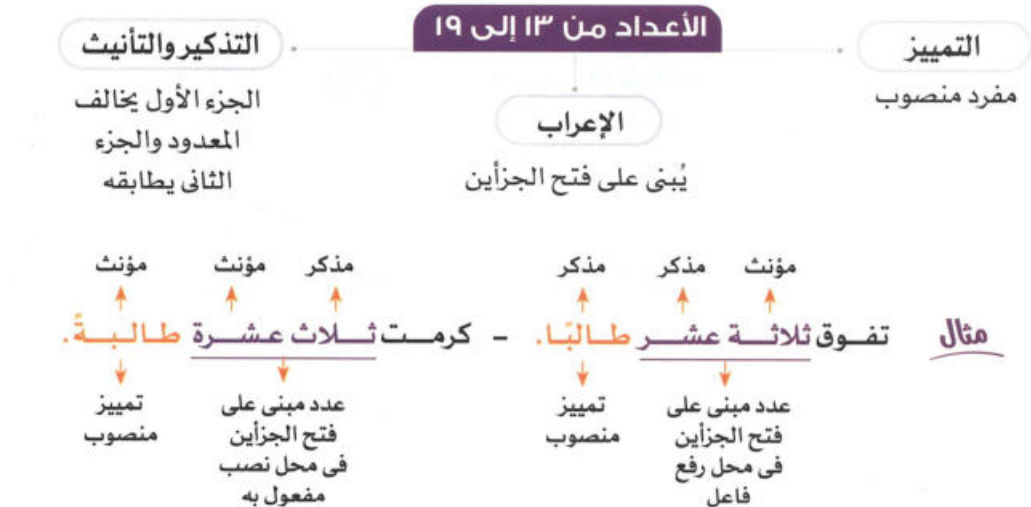 الأعداد من ١٣ إلى ١٩
التمييز
مفرد منصوب
الإعراب
يُبنى على فتح الجزأين
التذكير والتأنيث
الجزء الأول يخالف
المعدود والجزء
الثانى يطابقه
مؤنث مذكر مذكر مذكر مؤنث مؤنث
مثال تفوق ثلاثة عشر طالبًا. - كرمت ثلاث عشرة طالبةً.
عدد مبنى على
فتح الجزأين
فى محل رفع
فاعل
تمييز
منصوب
عدد مبنى على
فتح الجزأين
فى محل نصب
مفعول به
تمييز
منصوب